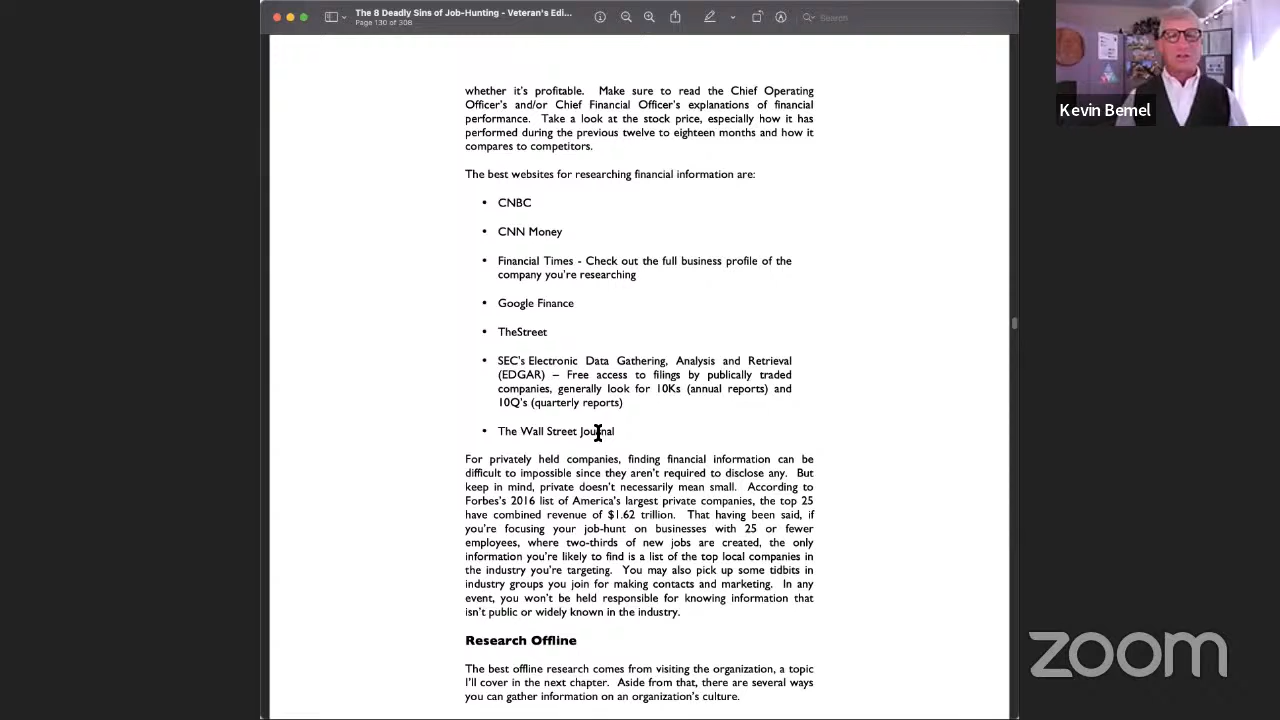 The 8 Deadly Sins of Job-Hunting - Veteran's Edi...
Page 130 of 308
Search
whether it's profitable. Make sure to read the Chief Operating
Officer's and/or Chief Financial Officer's explanations of financial
performance. Take a look at the stock price, especially how it has
performed during the previous twelve to eighteen months and how it
compares to competitors.
The best websites for researching financial information are:
• CNBC
• CNN Money
• Financial Times - Check out the full business profile of the
company you're researching
• Google Finance
• TheStreet
• SEC's Electronic Data Gathering, Analysis and Retrieval
(EDGAR) – Free access to filings by publically traded
companies, generally look for 10Ks (annual reports) and
10Q's (quarterly reports)
• The Wall Street Journal
For privately held companies, finding financial information can be
difficult to impossible since they aren't required to disclose any. But
keep in mind, private doesn't necessarily mean small. According to
Forbes's 2016 list of America's largest private companies, the top 25
have combined revenue of $1.62 trillion. That having been said, if
you're focusing your job-hunt on businesses with 25 or fewer
employees, where two-thirds of new jobs are created, the only
information you're likely to find is a list of the top local companies in
the industry you're targeting. You may also pick up some tidbits in
industry groups you join for making contacts and marketing. In any
event, you won't be held responsible for knowing information that
isn't public or widely known in the industry.
Research Offline
The best offline research comes from visiting the organization, a topic
I'll cover in the next chapter. Aside from that, there are several ways
you can gather information on an organization's culture.
Kevin Bemel
zoom